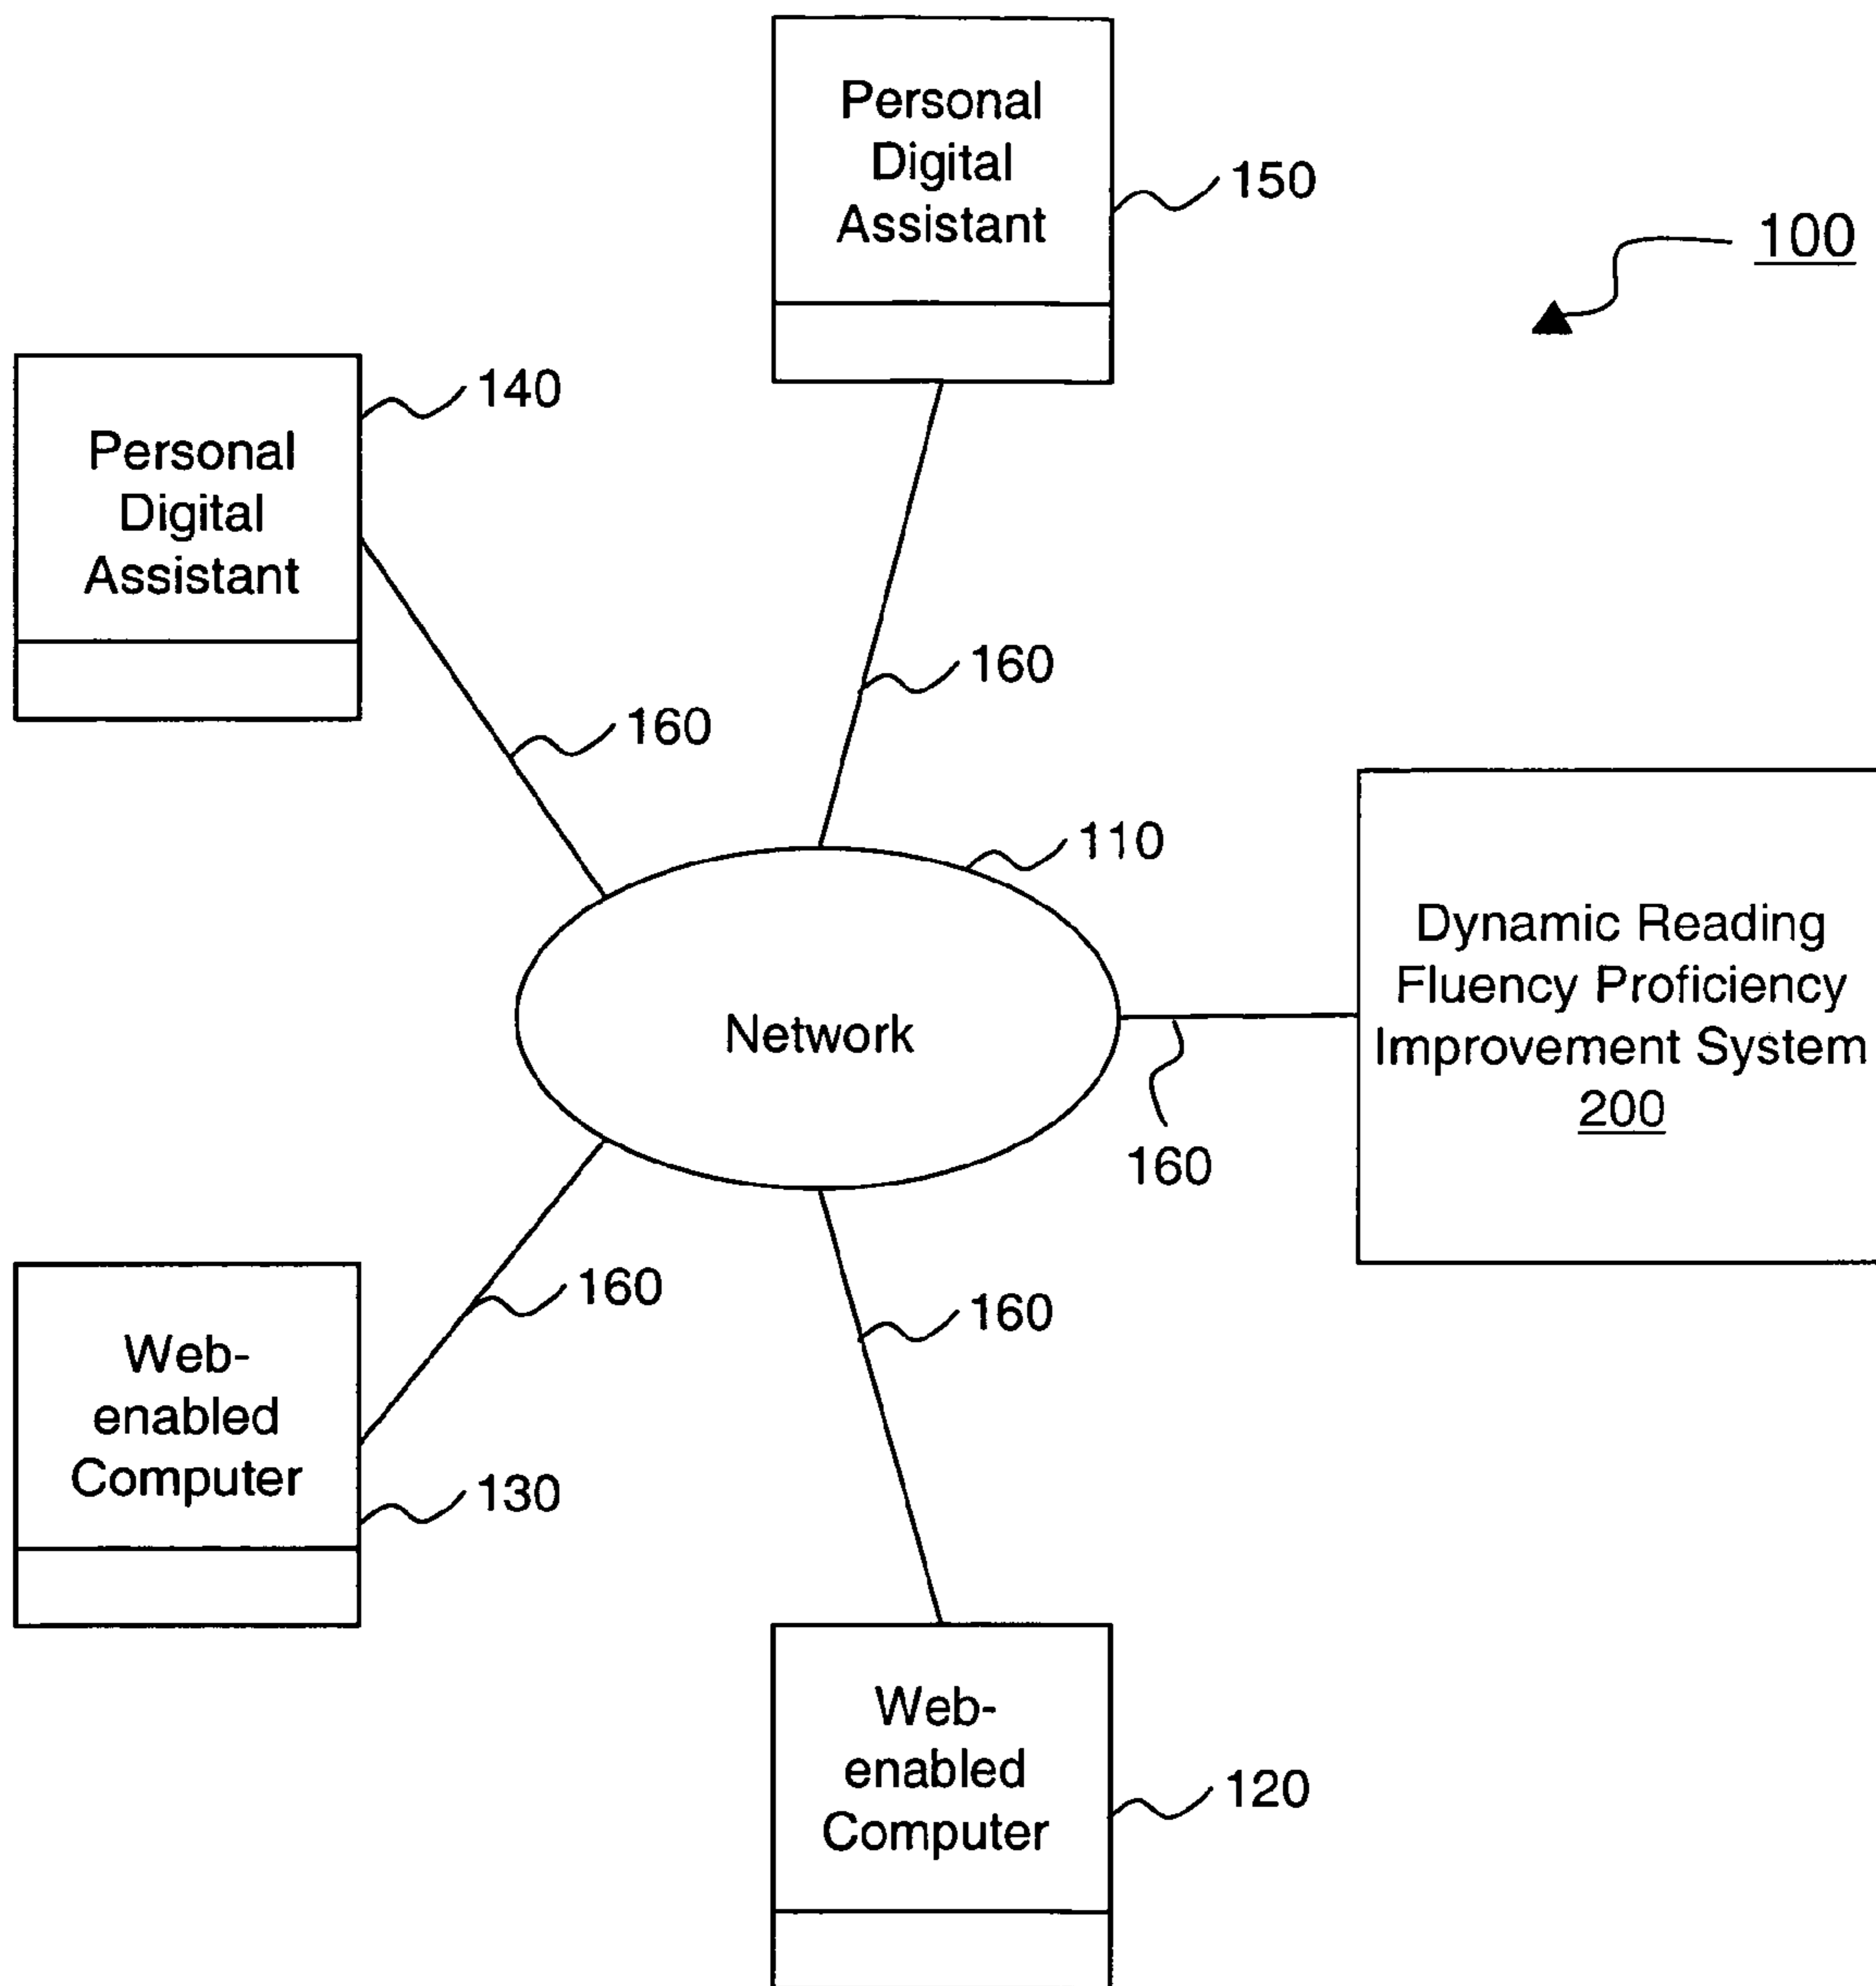 Personal
Digital
Assistant
150
100
140
Personal
Digital
Assistant
160
160
110
Network
Dynamic Reading
Fluency Proficiency
Improvement System
200
160
160
160
Web-
enabled
Computer
130
Web-
enabled
Computer
120